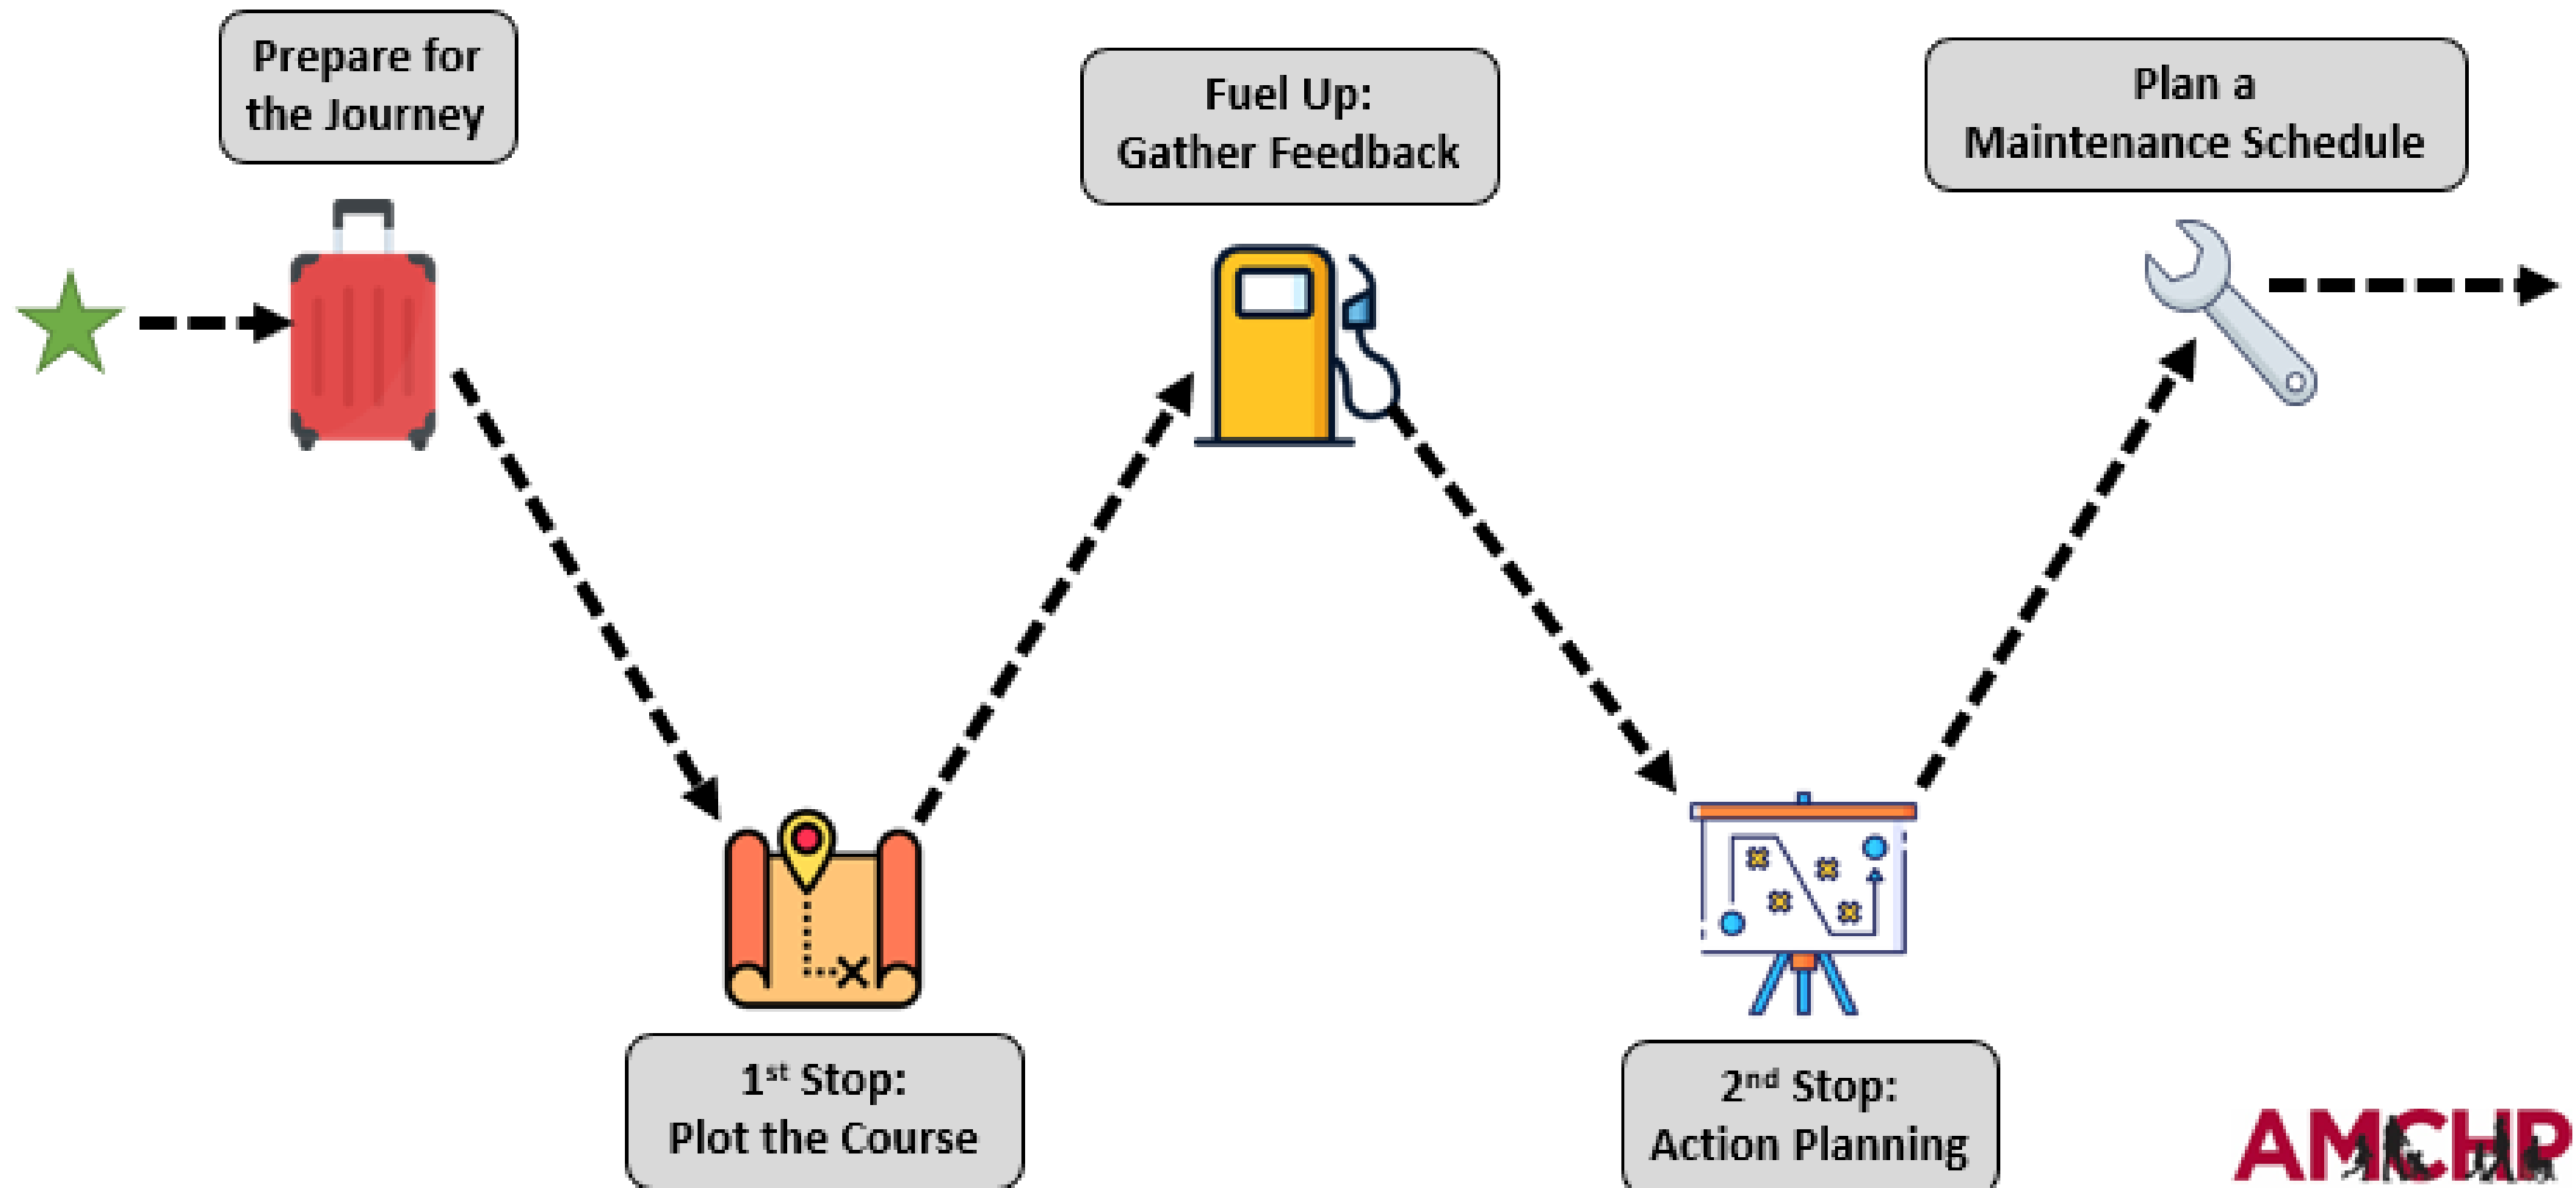 Prepare for
the Journey
Fuel Up:
Gather Feedback
Plan a
Maintenance Schedule
1st Stop:
Plot the Course
2nd Stop:
Action Planning
AMCHP